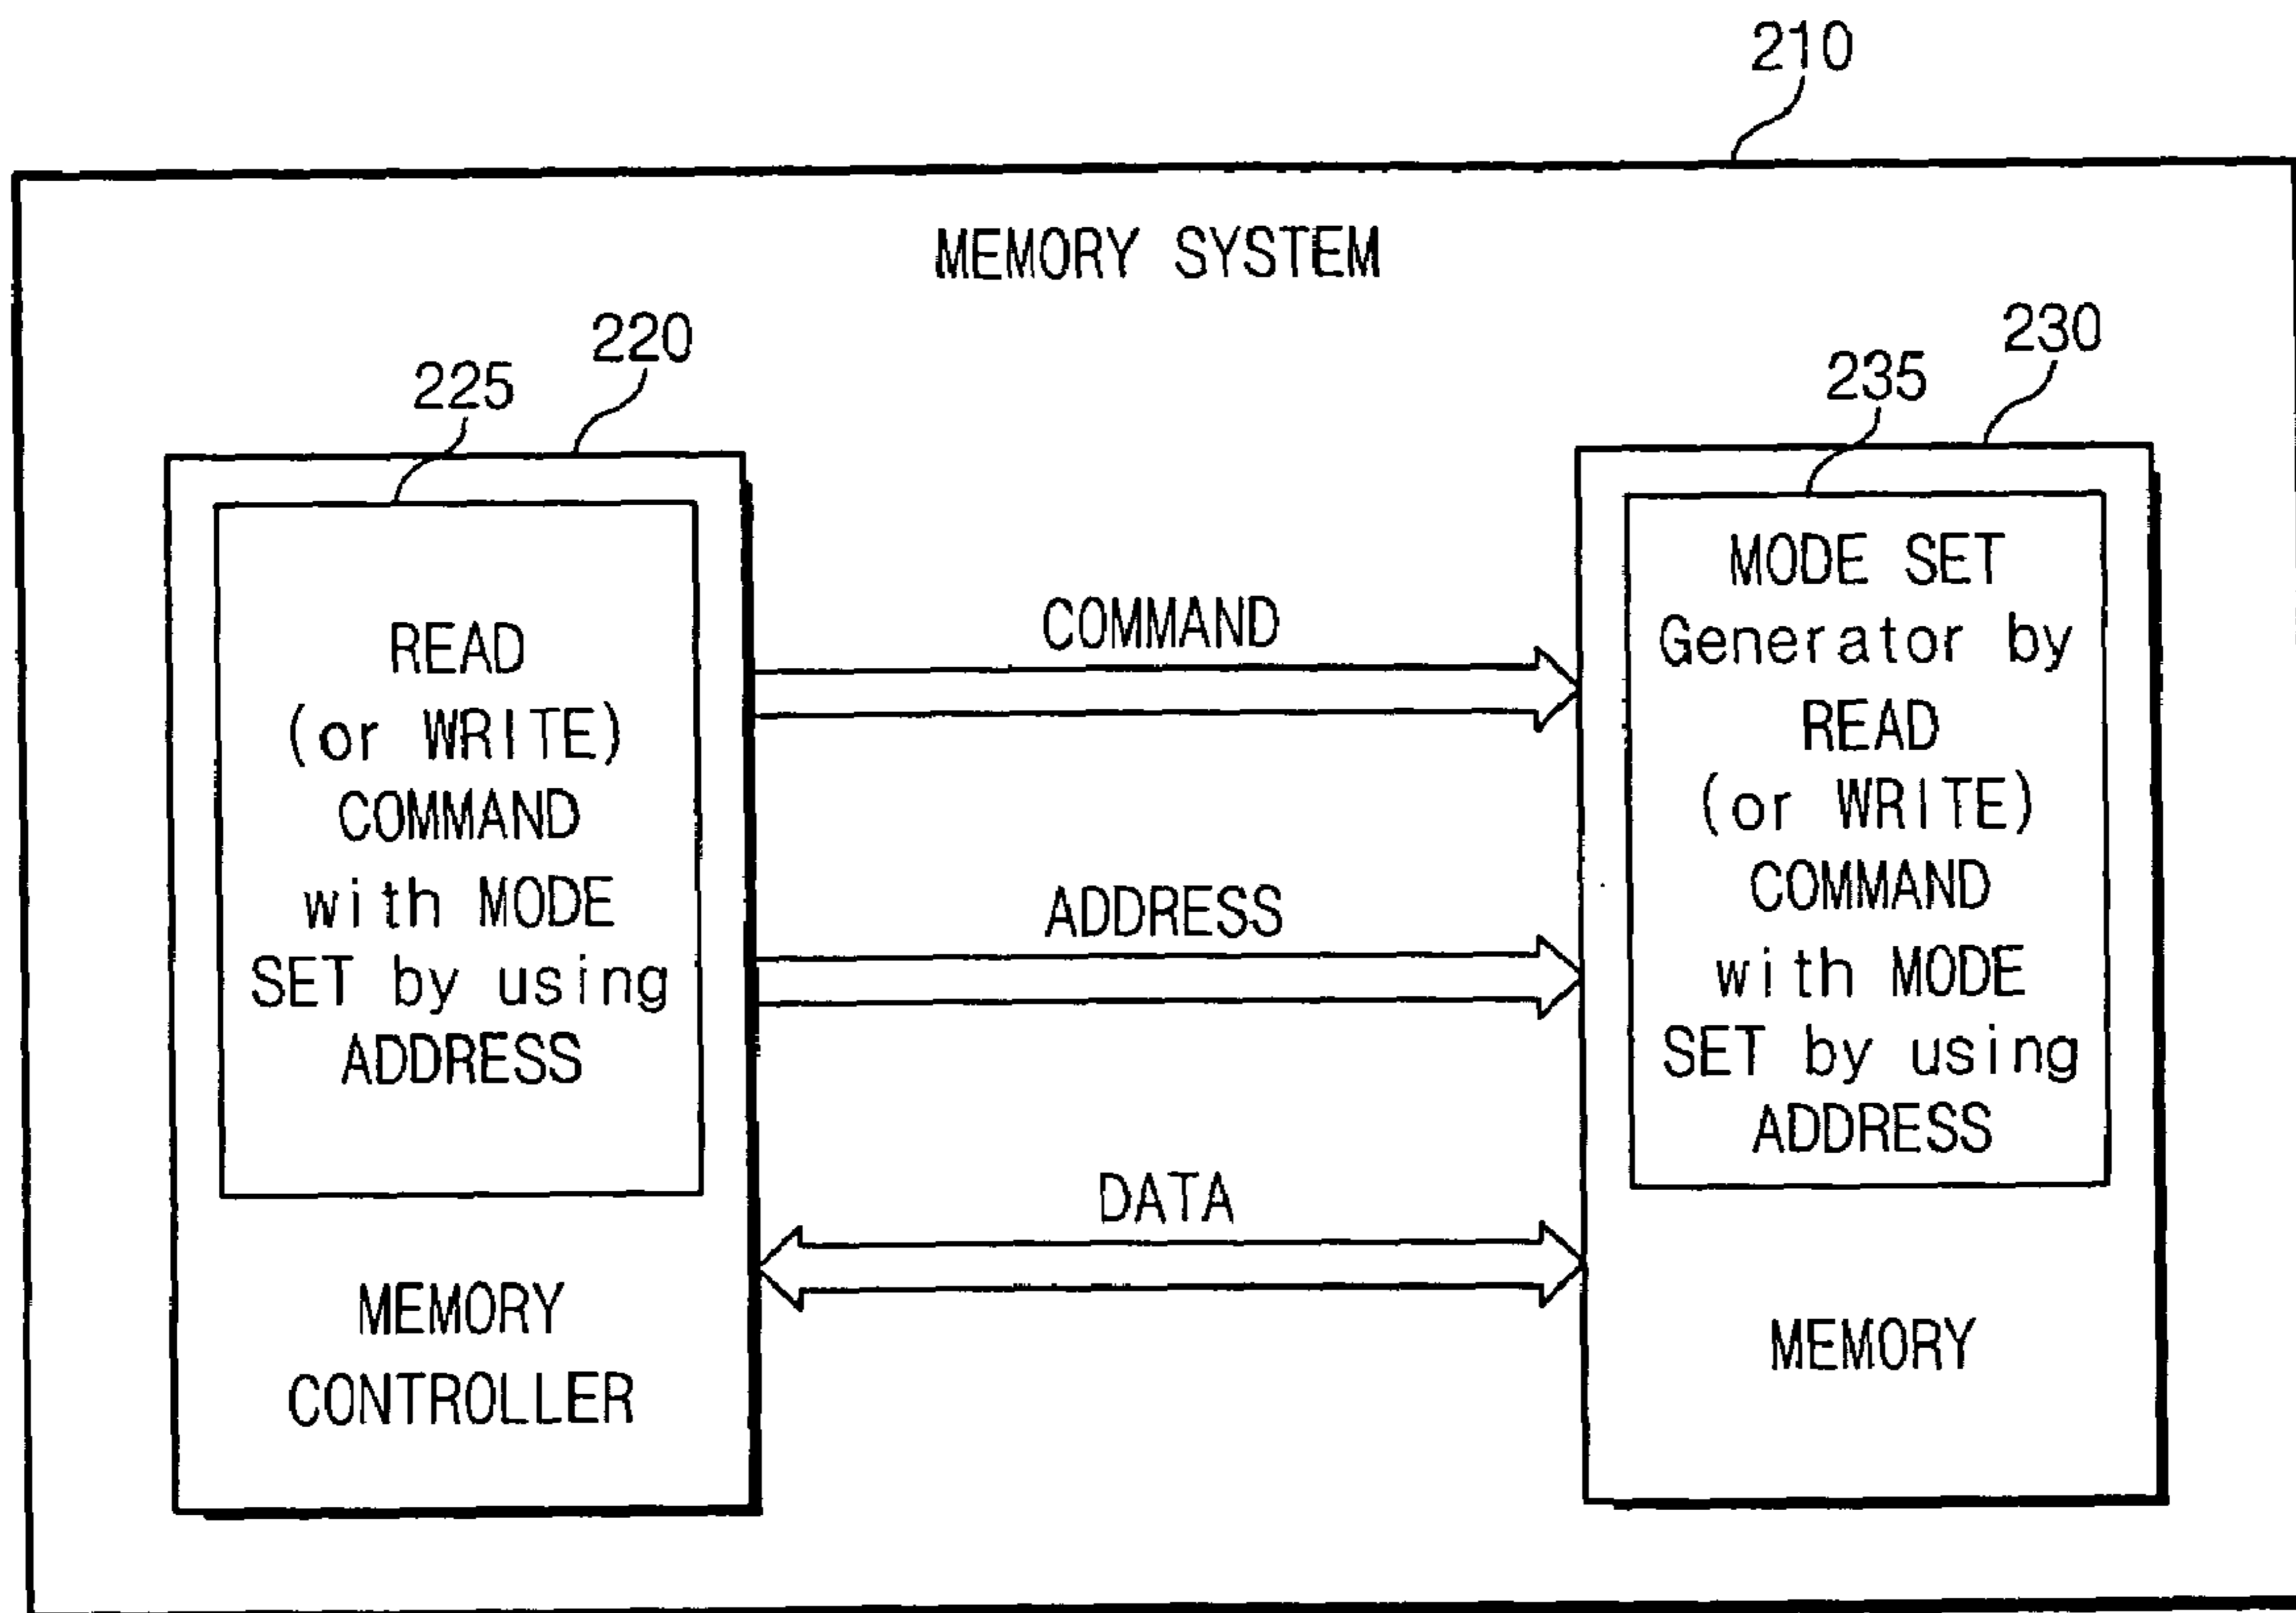 210
MEMORY SYSTEM
220
225
230
235
READ
(or WRITE)
COMMAND
with MODE
SET by using
ADDRESS
MEMORY
CONTROLLER
COMMAND
ADDRESS
DATA
MODE SET
Generator by
READ
(or WRITE)
COMMAND
with MODE
SET by using
ADDRESS
MEMORY